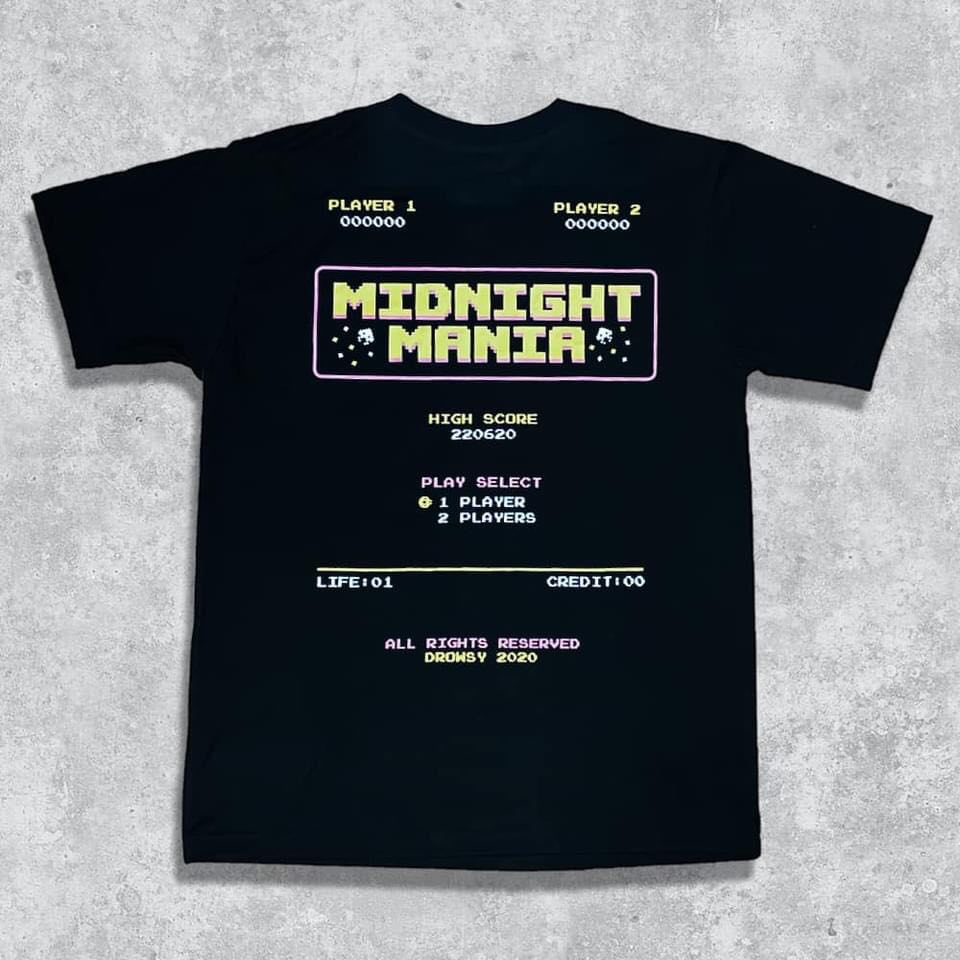 PLAYER 1 PLAYER 2
000000 000000
MIDNIGHT
MANIA
HIGH SCORE
220620
PLAY SELECT
1 PLAYER
2 PLAYERS
LIFE:01 CREDIT:00
ALL RIGHTS RESERVED
DROWSY 2020